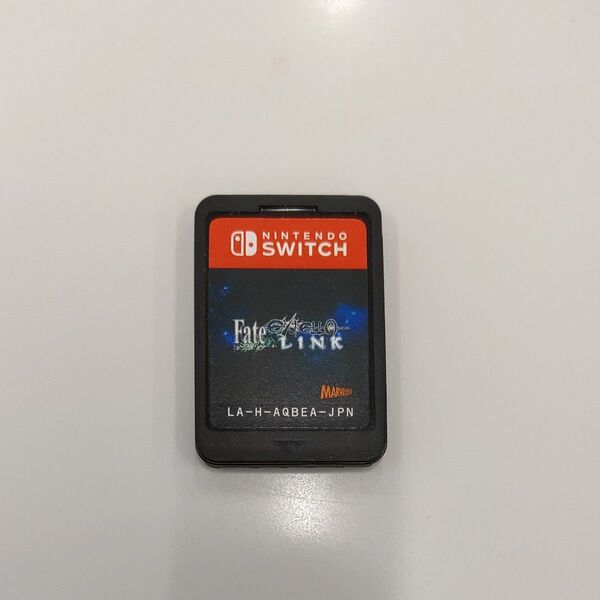 NINTENDO
SWITCH
Fate EXTELLA
LINK
MARVELOUS
LA-H-AQBEA-JPN